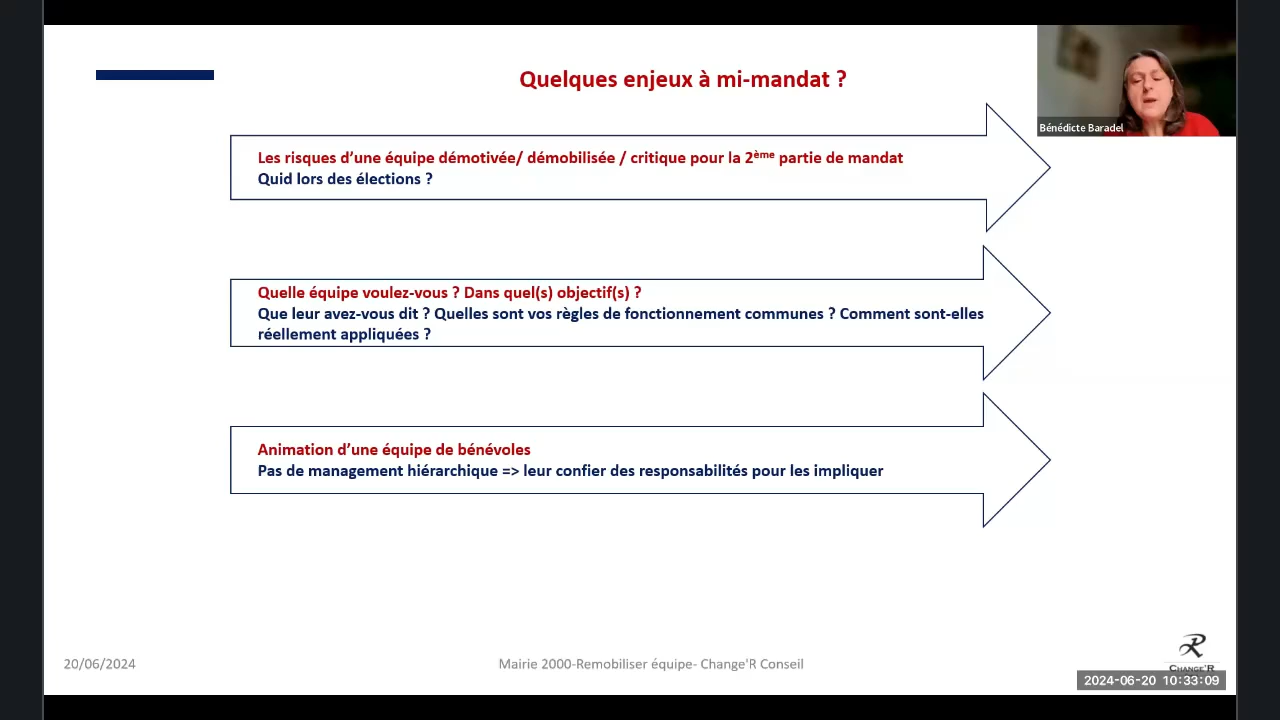 Quelques enjeux à mi-mandat ?
Bénédicte Baradel
Les risques d’une équipe démotivée/ démobilisée / critique pour la 2ème partie de mandat
Quid lors des élections ?
Quelle équipe voulez-vous ? Dans quel(s) objectif(s) ?
Que leur avez-vous dit ? Quelles sont vos règles de fonctionnement communes ? Comment sont-elles
réellement appliquées ?
Animation d’une équipe de bénévoles
Pas de management hiérarchique => leur confier des responsabilités pour les impliquer
20/06/2024
Mairie 2000-Remobiliser équipe- Change'R Conseil
CHANGE'R
2024-06-20 10:33:09